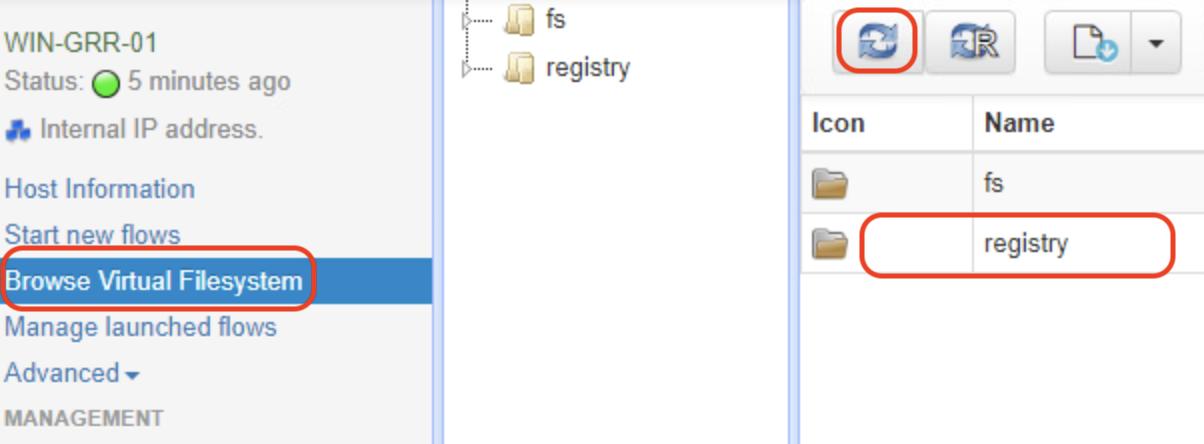 WIN-GRR-01
Status: 5 minutes ago
Internal IP address.
Host Information
Start new flows
Browse Virtual Filesystem
Manage launched flows
Advanced
MANAGEMENT
fs
registry
R
Icon Name
fs
registry